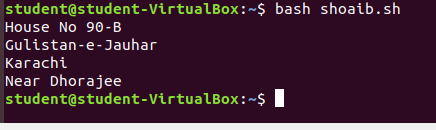 student@student-VirtualBox:~$ bash shoaib.sh
House No 90-B
Gulistan-e-Jauhar
Karachi
Near Dhorajee
student@student-VirtualBox:~$